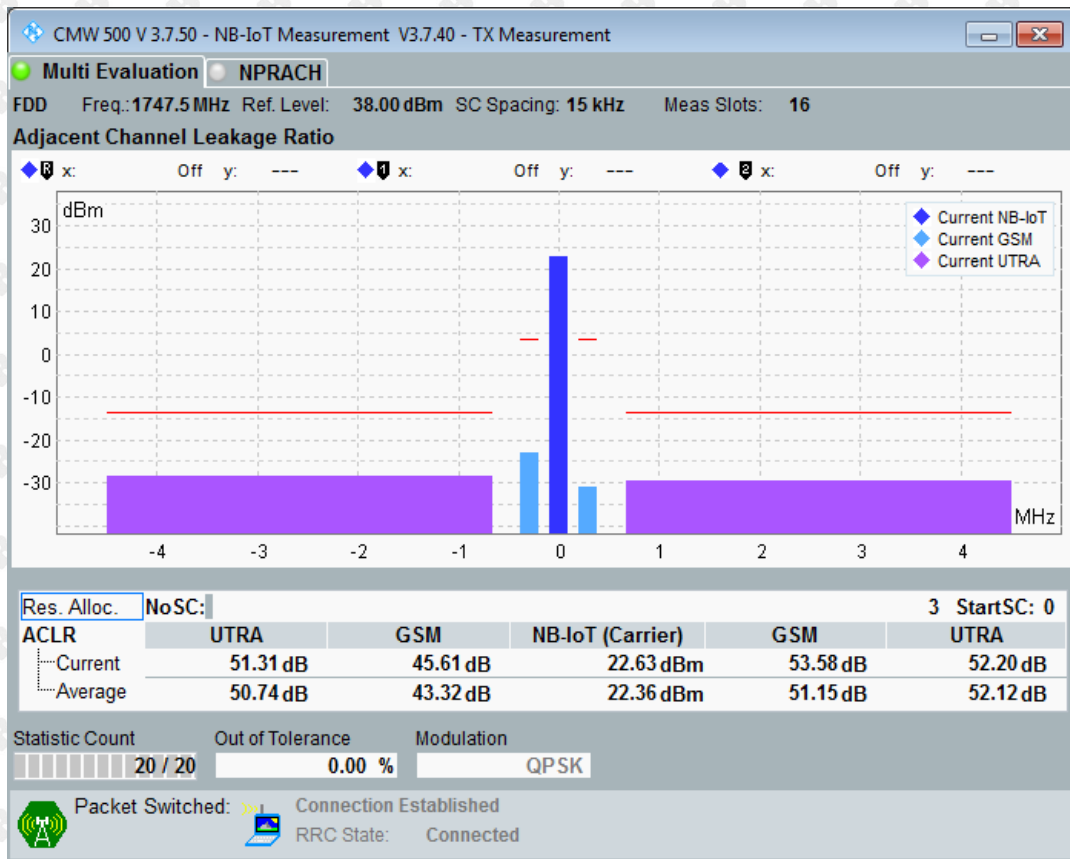 CMW 500 V 3.7.50 - NB-IoT Measurement V3.7.40 - TX Measurement
Multi Evaluation NPRACH
FDD Freq.: 1747.5 MHz Ref. Level: 38.00 dBm SC Spacing: 15 kHz Meas Slots: 16
Adjacent Channel Leakage Ratio
R x: Off y: --- 1 x: Off y: --- 2 x: Off y: ---
dBm
Current NB-IoT
Current GSM
Current UTRA
30
20
10
0
-10
-20
-30
MHz
-4 -3 -2 -1 0 1 2 3 4
Res. Alloc. NoSC: 3 StartSC: 0
ACLR UTRA GSM NB-IoT (Carrier) GSM UTRA
Current 51.31 dB 45.61 dB 22.63 dBm 53.58 dB 52.20 dB
Average 50.74 dB 43.32 dB 22.36 dBm 51.15 dB 52.12 dB
Statistic Count Out of Tolerance Modulation
20 / 20 0.00 % QPSK
Packet Switched: Connection Established
RRC State: Connected